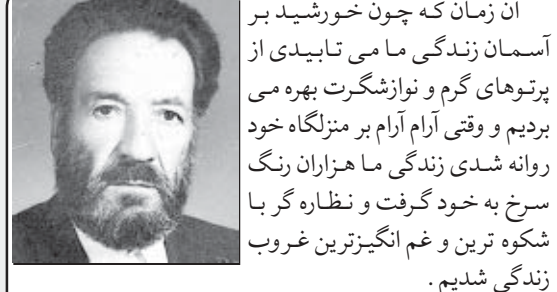 آن زمان که چون خورشید بر
آسمان زندگی ما می تابیدی از
پرتوهای گرم و نوازشگرت بهره می
بردیم و وقتی آرام آرام بر منزلگاه خود
روانه شدی زندگی ما هزاران رنگ
سرخ به خود گرفت و نظاره گر با
شکوه ترین و غم انگیزترین غروب
زندگی شدیم .